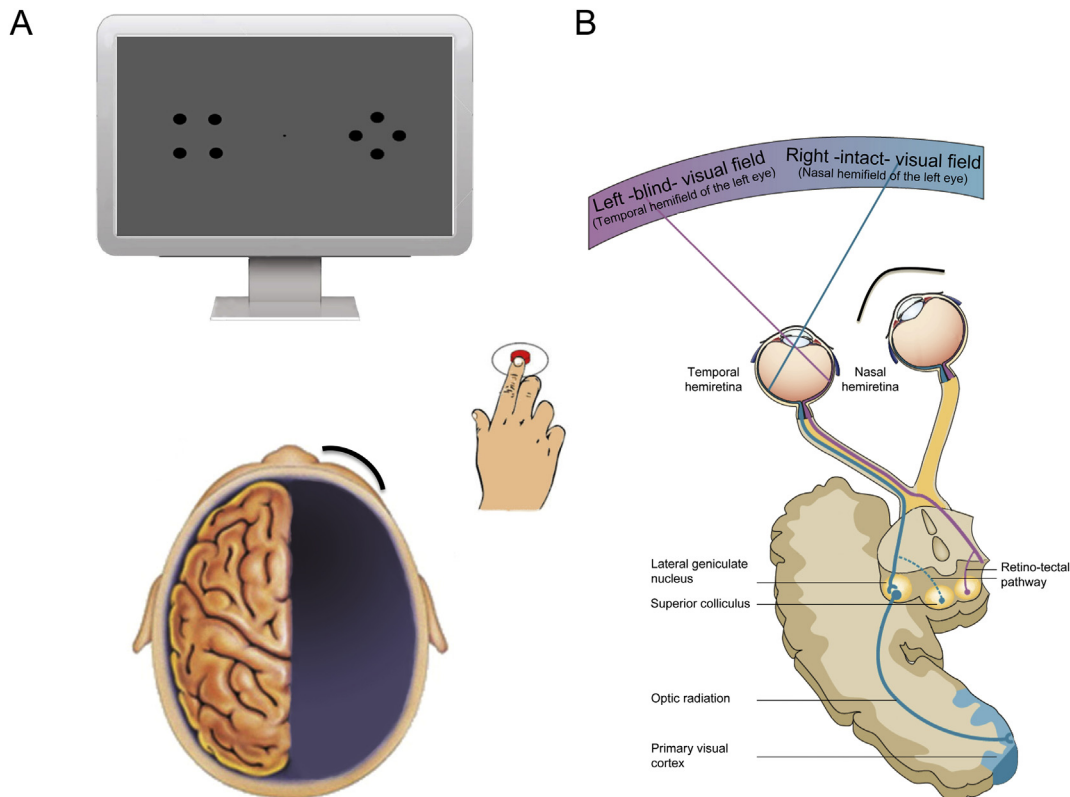 A
B
Left -blind- visual field
(Temporal hemifield of the left eye)
Right -intact- visual field
(Nasal hemifield of the left eye)
Temporal
hemiretina
Nasal
hemiretina
Lateral geniculate
nucleus
Superior colliculus
Retino-tectal
pathway
Optic radiation
Primary visual
cortex